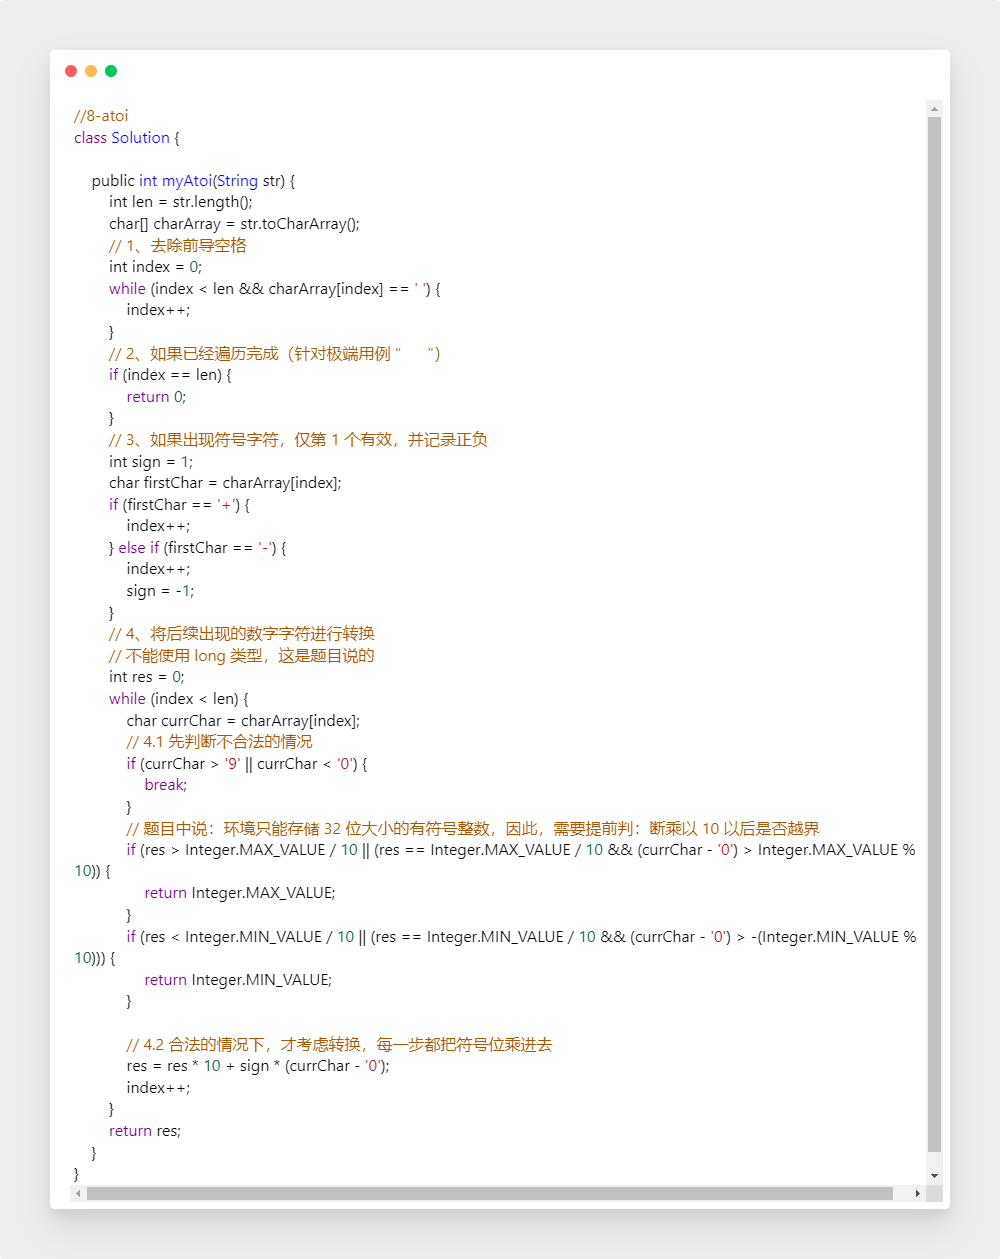 //8-atoi
class Solution {
public int myAtoi(String str) {
int len = str.length();
char[] charArray = str.toCharArray();
// 1、去除前导空格
int index = 0;
while (index < len && charArray[index] == ' ') {
index++;
}
// 2、如果已经遍历完成（针对极端用例 "      "）
if (index == len) {
return 0;
}
// 3、如果出现符号字符，仅第 1 个有效，并记录正负
int sign = 1;
char firstChar = charArray[index];
if (firstChar == '+') {
index++;
} else if (firstChar == '-') {
index++;
sign = -1;
}
// 4、将后续出现的数字字符进行转换
// 不能使用 long 类型，这是题目说的
int res = 0;
while (index < len) {
char currChar = charArray[index];
// 4.1 先判断不合法的情况
if (currChar > '9' || currChar < '0') {
break;
}
// 题目中说：环境只能存储 32 位大小的有符号整数，因此，需要提前判：断乘以 10 以后是否越界
if (res > Integer.MAX_VALUE / 10 || (res == Integer.MAX_VALUE / 10 && (currChar - '0') > Integer.MAX_VALUE %
10)) {
return Integer.MAX_VALUE;
}
if (res < Integer.MIN_VALUE / 10 || (res == Integer.MIN_VALUE / 10 && (currChar - '0') > -(Integer.MIN_VALUE %
10))) {
return Integer.MIN_VALUE;
}
// 4.2 合法的情况下，才考虑转换，每一步都把符号位乘进去
res = res * 10 + sign * (currChar - '0');
index++;
}
return res;
}
}